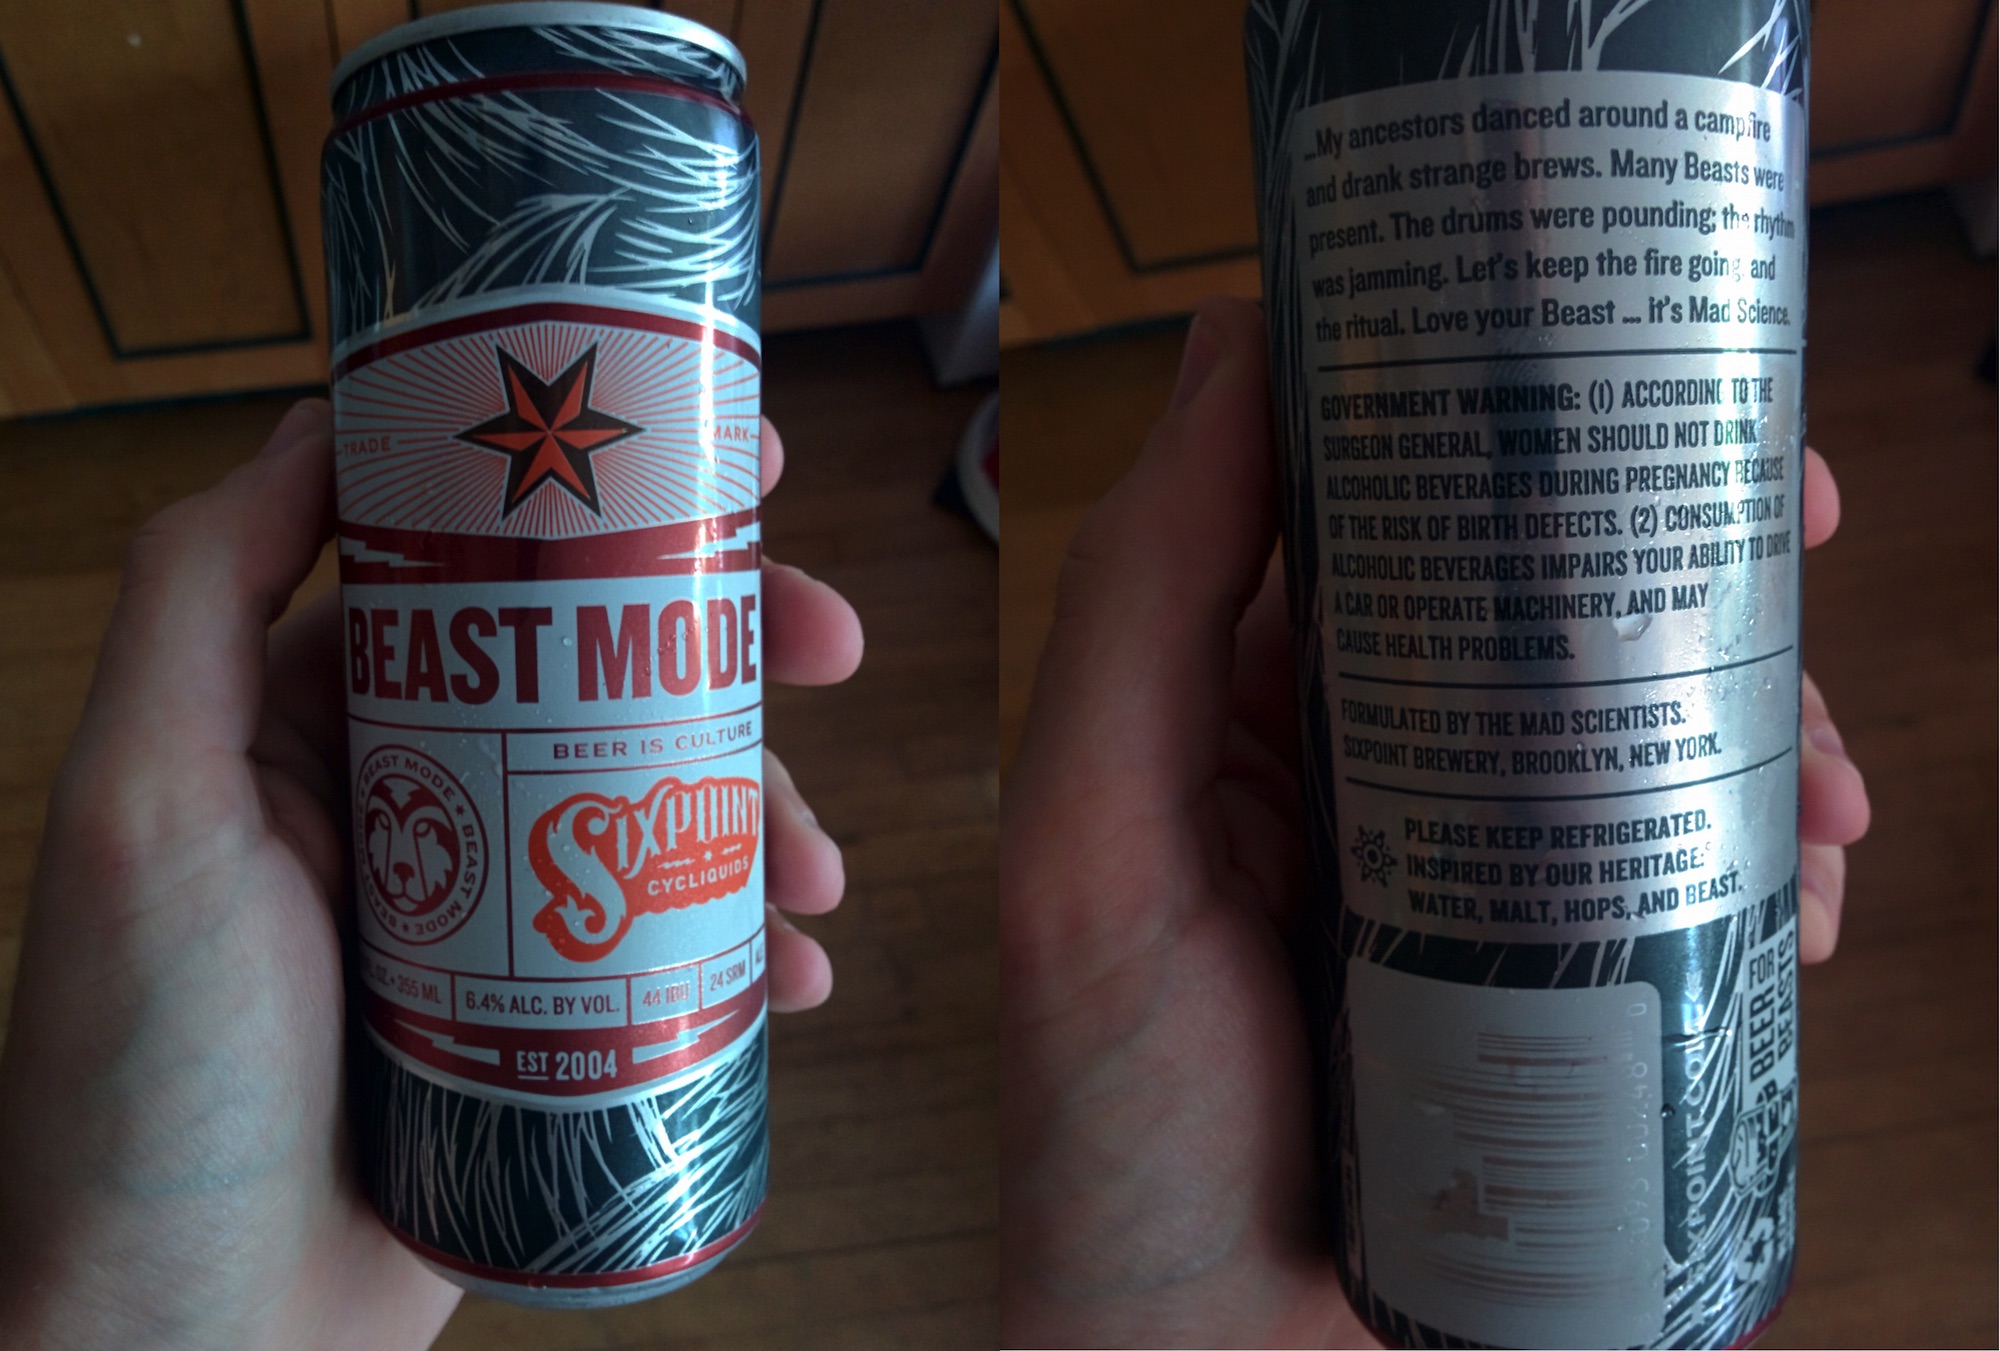 TRADE MARK
BEAST MODE
BEER IS CULTURE
BEAST MODE ★ BEAST MODE ★ BEAST
SIXPOINT
CYCLIQUIDS
OZ • 355 ML
6.4% ALC. BY VOL.
44 IBU
24 SRM
EST 2004
...My ancestors danced around a campfire
and drank strange brews. Many Beasts were
present. The drums were pounding; the rhythm
was jamming. Let's keep the fire going and
the ritual. Love your Beast ... it's Mad Science.
GOVERNMENT WARNING: (1) ACCORDING TO THE
SURGEON GENERAL, WOMEN SHOULD NOT DRINK
ALCOHOLIC BEVERAGES DURING PREGNANCY BECAUSE
OF THE RISK OF BIRTH DEFECTS. (2) CONSUMPTION OF
ALCOHOLIC BEVERAGES IMPAIRS YOUR ABILITY TO DRIVE
A CAR OR OPERATE MACHINERY, AND MAY
CAUSE HEALTH PROBLEMS.
FORMULATED BY THE MAD SCIENTISTS.
SIXPOINT BREWERY, BROOKLYN, NEW YORK.
PLEASE KEEP REFRIGERATED.
INSPIRED BY OUR HERITAGE:
WATER, MALT, HOPS, AND BEAST.
SIXPOINT.COM
BEER FOR
BEASTS